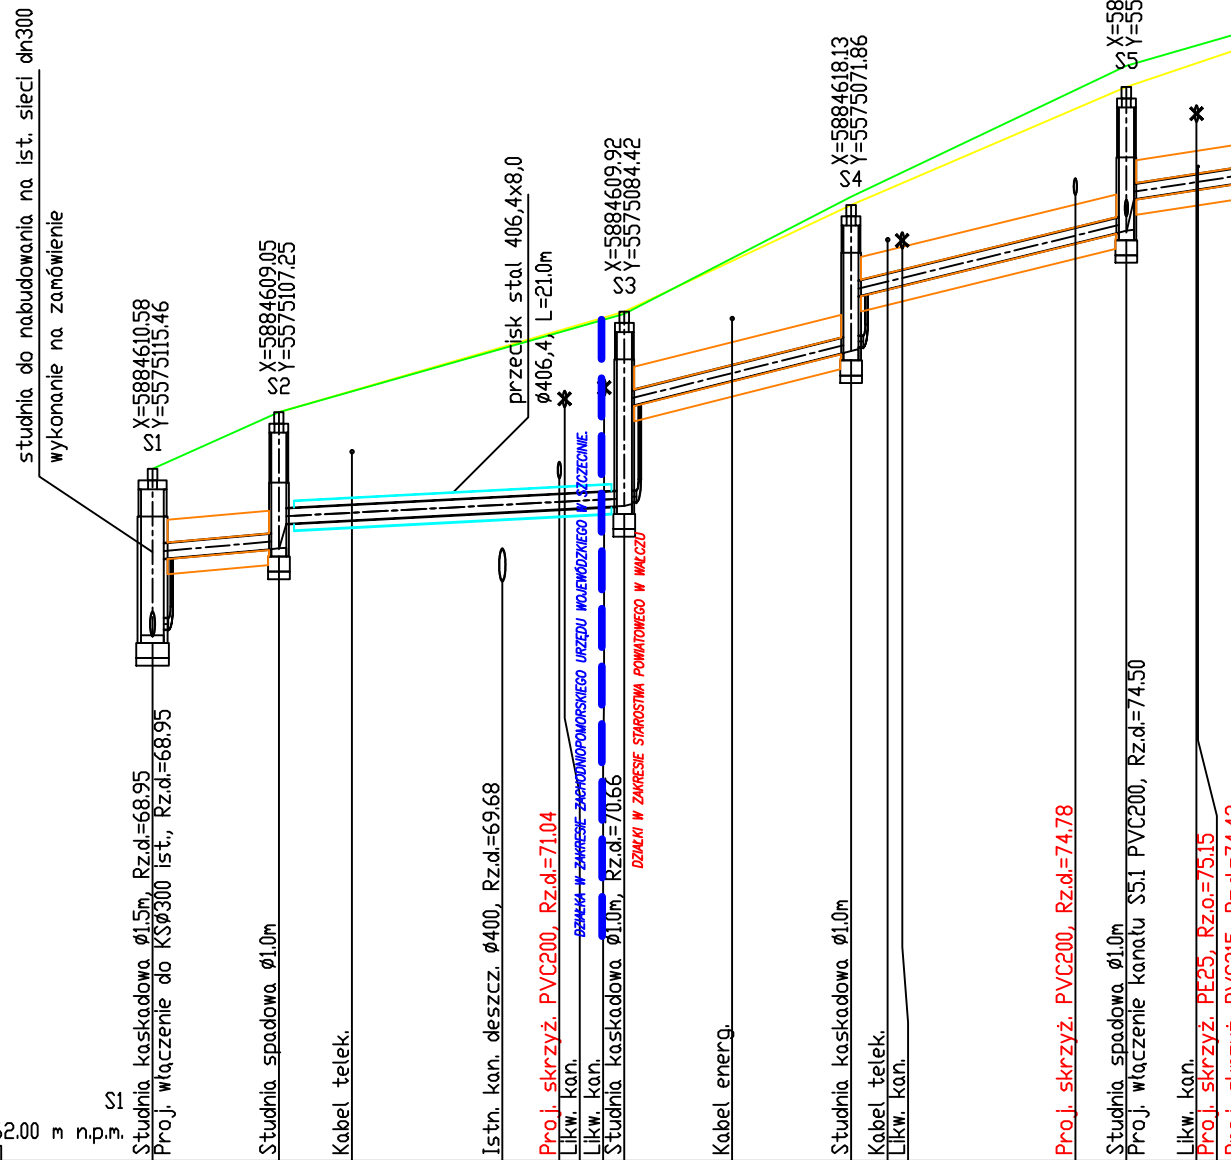 studnia do nabudowania na ist. sieci dn300
wykonanie na zamówienie
X=5884610.58
Y=5575115.46
S1
X=5884609.05
Y=5575107.25
S2
przecisk stal 406,4x8,0
ø406,4, L=21.0m
X=5884609.92
Y=5575084.42
S3
X=5884618.13
Y=5575071.86
S4
X=58
Y=55
S5
DZIAŁKA W ZAKRESIE ZACHODNIOPOMORSKIEGO URZĘDU WOJEWÓDZKIEGO W SZCZECINIE.
DZIAŁKI W ZAKRESIE STAROSTWA POWIATOWEGO W WAŁCZU
S1
2.00 m n.p.m.
Studnia kaskadowa ø1.5m, Rz.d.=68.95
Proj. włączenie do KSø300 ist., Rz.d.=68.95
Studnia spadowa ø1.0m
Kabel telek.
Istn. kan. deszcz. ø400, Rz.d.=69.68
Proj. skrzyż. PVC200, Rz.d.=71.04
Likw. kan.
Likw. kan.
Studnia kaskadowa ø1.0m, Rz.d.=70.66
Kabel energ.
Studnia kaskadowa ø1.0m
Kabel telek.
Likw. kan.
Proj. skrzyż. PVC200, Rz.d.=74.78
Studnia spadowa ø1.0m
Proj. włączenie kanału S5.1 PVC200, Rz.d.=74.50
Likw. kan.
Proj. skrzyż. PE25, Rz.o.=75.15